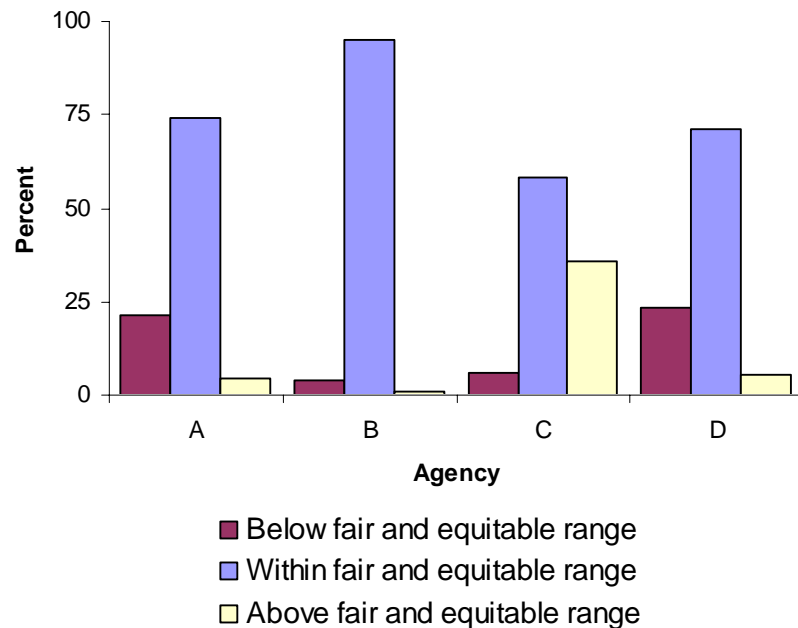 100
75
50
25
0
Percent
A B C D
Agency
Below fair and equitable range
Within fair and equitable range
Above fair and equitable range